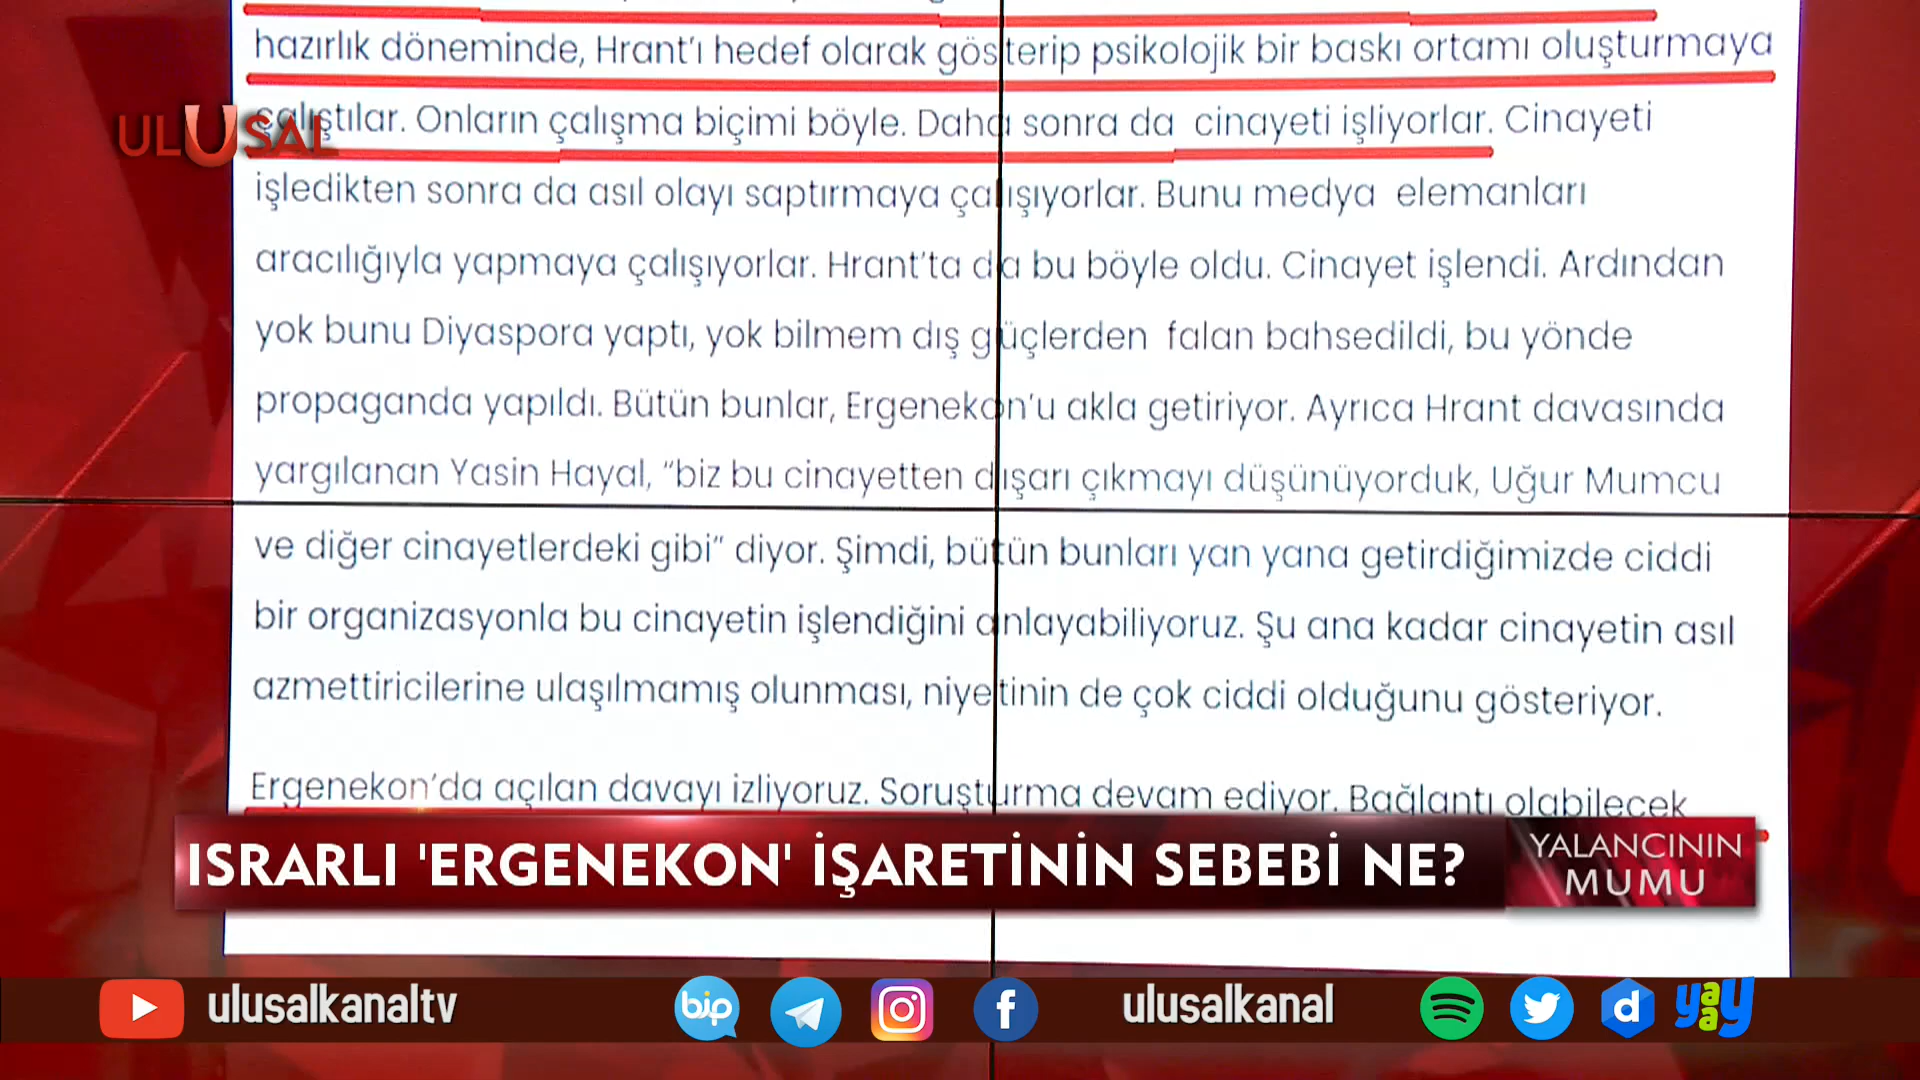 hazırlık döneminde, Hrant’ı hedef olarak gösterip psikolojik bir baskı ortamı oluşturmaya
ULUSAL
çalıştılar. Onların çalışma biçimi böyle. Daha sonra da cinayeti işliyorlar. Cinayeti
işledikten sonra da asıl olayı saptırmaya çalışıyorlar. Bunu medya elemanları
aracılığıyla yapmaya çalışıyorlar. Hrant’ta da bu böyle oldu. Cinayet işlendi. Ardından
yok bunu Diyaspora yaptı, yok bilmem dış güçlerden falan bahsedildi, bu yönde
propaganda yapıldı. Bütün bunlar, Ergenekon’u akla getiriyor. Ayrıca Hrant davasında
yargılanan Yasin Hayal, “biz bu cinayetten dışarı çıkmayı düşünüyorduk, Uğur Mumcu
ve diğer cinayetlerdeki gibi” diyor. Şimdi, bütün bunları yan yana getirdiğimizde ciddi
bir organizasyonla bu cinayetin işlendiğini anlayabiliyoruz. Şu ana kadar cinayetin asıl
azmettiricilerine ulaşılmamış olunması, niyetinin de çok ciddi olduğunu gösteriyor.
Ergenekon’da açılan davayı izliyoruz. Soruşturma devam ediyor. Bağlantı olabilecek
ISRARLI 'ERGENEKON' İŞARETİNİN SEBEBİ NE?
YALANCININ
MUMU
ulusalkanaltv
bip
ulusalkanal
d
yaay